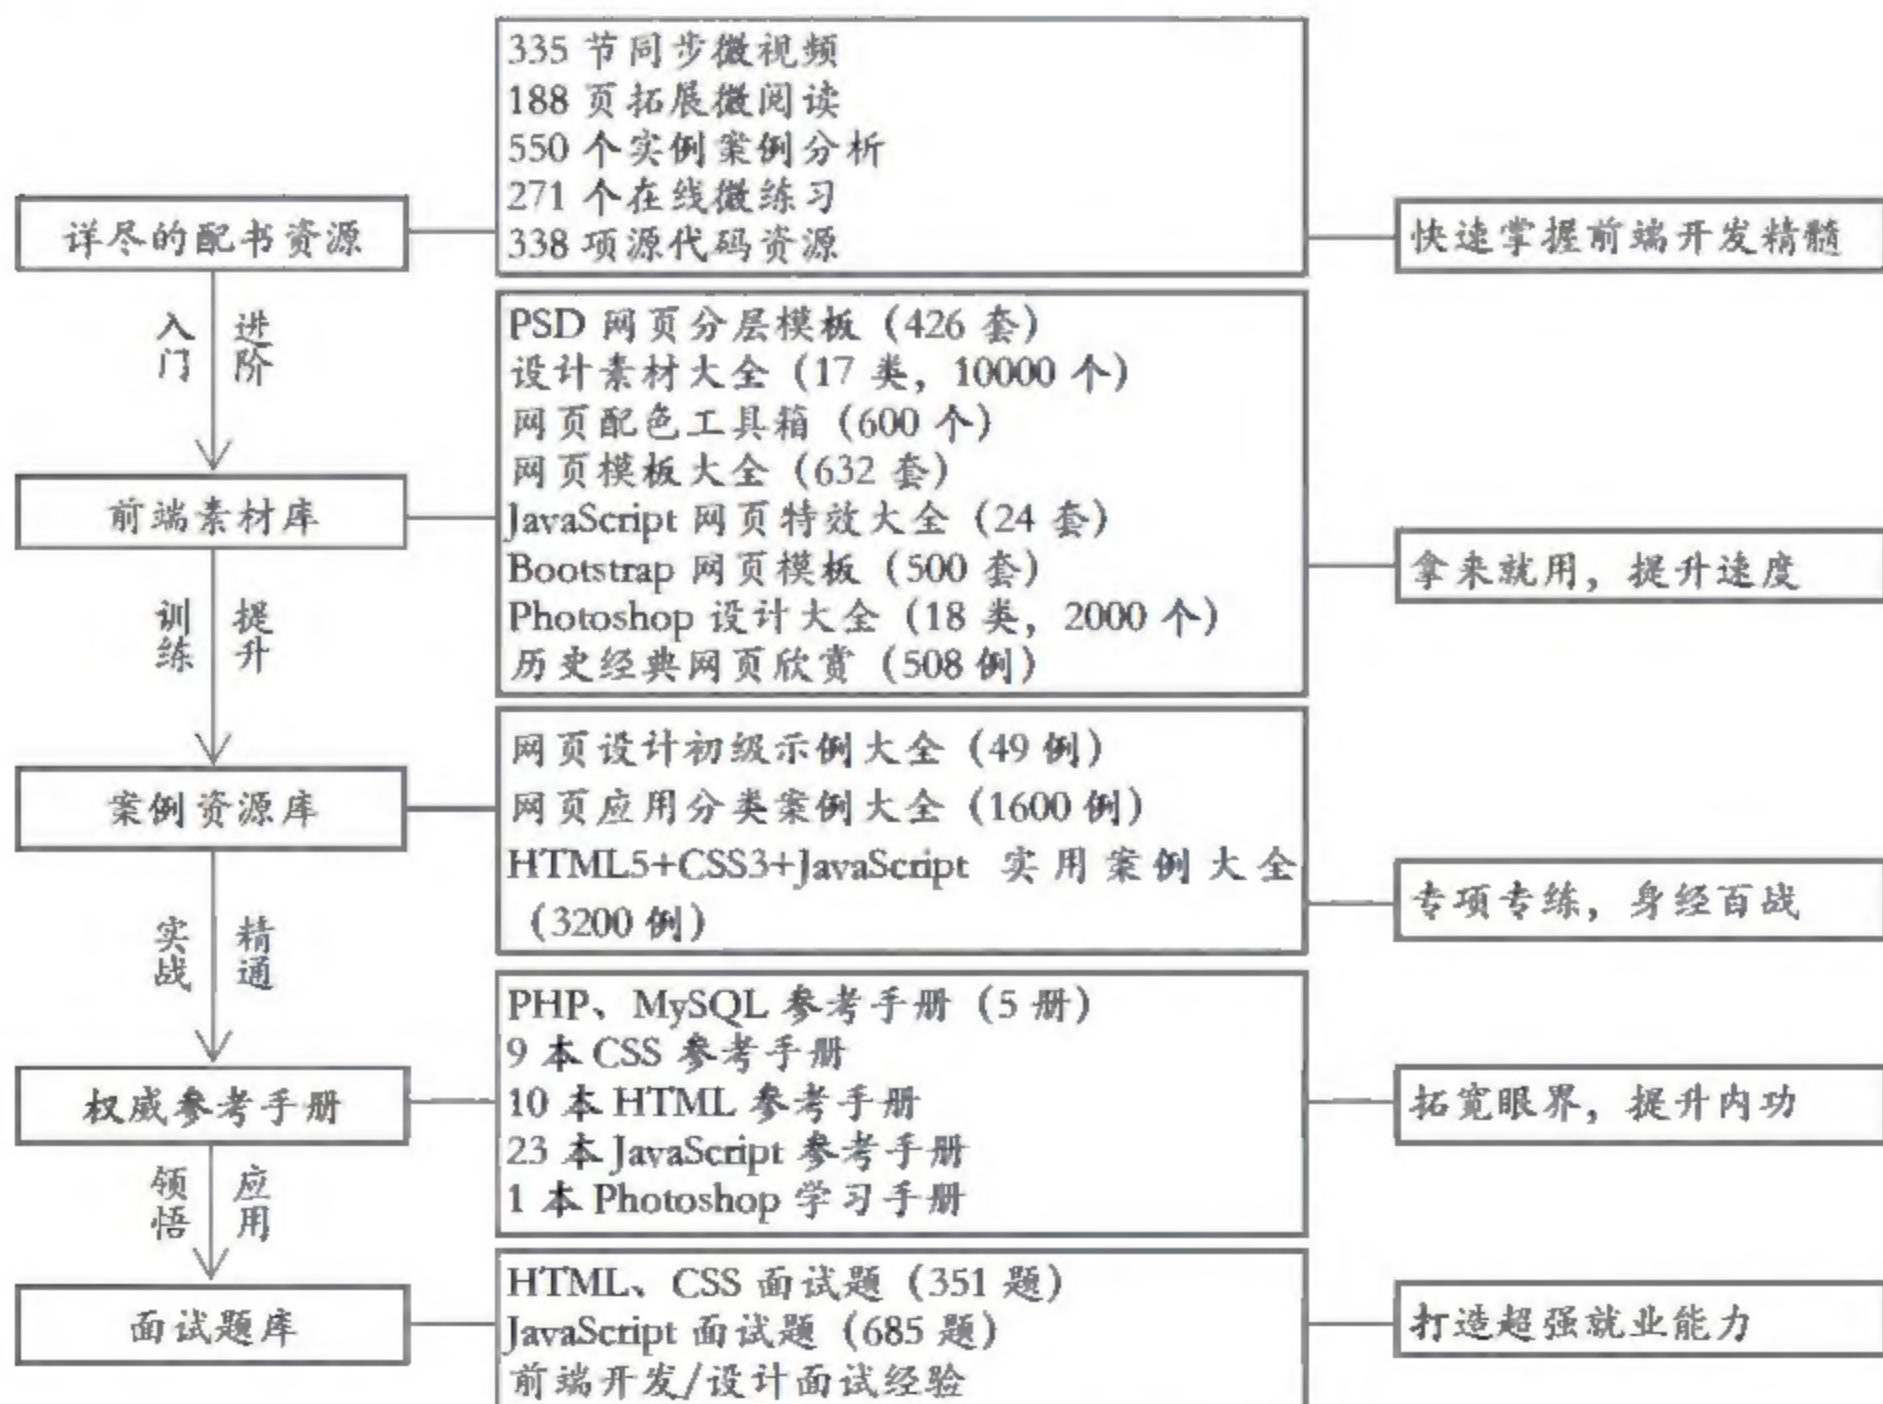 详尽的配书资源
335 节同步微视频
188 页拓展微阅读
550 个实例案例分析
271 个在线微练习
338 项源代码资源
快速掌握前端开发精髓
入门
进阶
前端素材库
PSD 网页分层模板（426 套）
设计素材大全（17 类，10000 个）
网页配色工具箱（600 个）
网页模板大全（632 套）
JavaScript 网页特效大全（24 套）
Bootstrap 网页模板（500 套）
Photoshop 设计大全（18 类，2000 个）
历史经典网页欣赏（508 例）
拿来就用，提升速度
训练
提升
案例资源库
网页设计初级示例大全（49 例）
网页应用分类案例大全（1600 例）
HTML5+CSS3+JavaScript 实用案例大全
（3200 例）
专项专练，身经百战
实战
精通
权威参考手册
PHP、MySQL 参考手册（5 册）
9 本 CSS 参考手册
10 本 HTML 参考手册
23 本 JavaScript 参考手册
1 本 Photoshop 学习手册
拓宽眼界，提升内功
领悟
应用
面试题库
HTML、CSS 面试题（351 题）
JavaScript 面试题（685 题）
前端开发/设计面试经验
打造超强就业能力